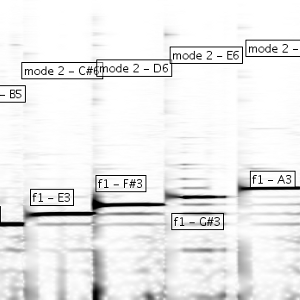 mode 2 – E6
mode 2 –
mode 2 – D6
mode 2 – C#6
– B5
f1 – A3
f1 – F#3
f1 – E3
f1 – G#3